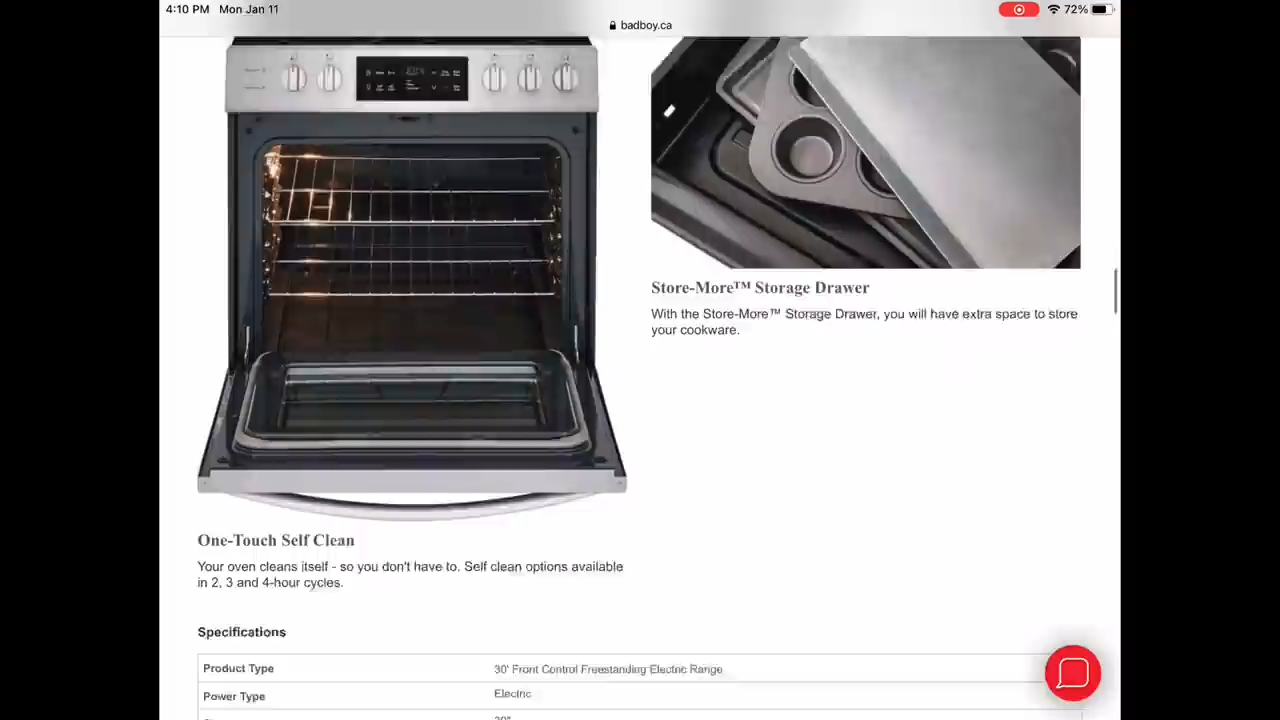 4:10 PM Mon Jan 11
72%
badboy.ca
Store-More™ Storage Drawer
With the Store-More™ Storage Drawer, you will have extra space to store
your cookware.
One-Touch Self Clean
Your oven cleans itself - so you don't have to. Self clean options available
in 2, 3 and 4-hour cycles.
Specifications
Product Type
30' Front Control Freestanding Electric Range
Power Type
Electric